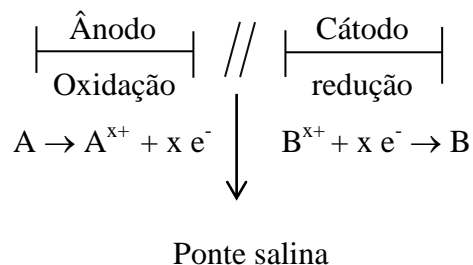 Ânodo // Cátodo
Oxidação redução
A → A^{x+} + x e^- B^{x+} + x e^- → B
Ponte salina